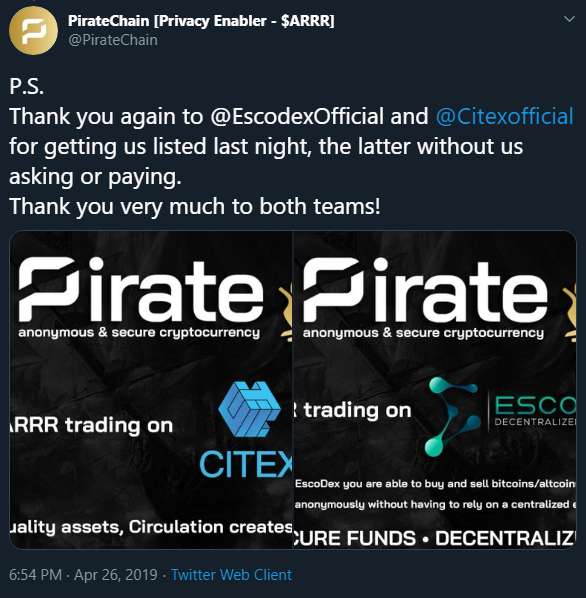 PirateChain [Privacy Enabler - $ARRR]
@PirateChain
P.S.
Thank you again to @EscodexOfficial and @Citexofficial
for getting us listed last night, the latter without us
asking or paying.
Thank you very much to both teams!
Pirate
anonymous & secure cryptocurrency
ARRR trading on
CITEX
uality assets, Circulation creates
Pirate
anonymous & secure cryptocurrency
trading on
ESCO
DECENTRALIZE
EscoDex you are able to buy and sell bitcoins/altcoin
anonymously without having to rely on a centralized e
CURE FUNDS • DECENTRALIZ
6:54 PM · Apr 26, 2019 · Twitter Web Client